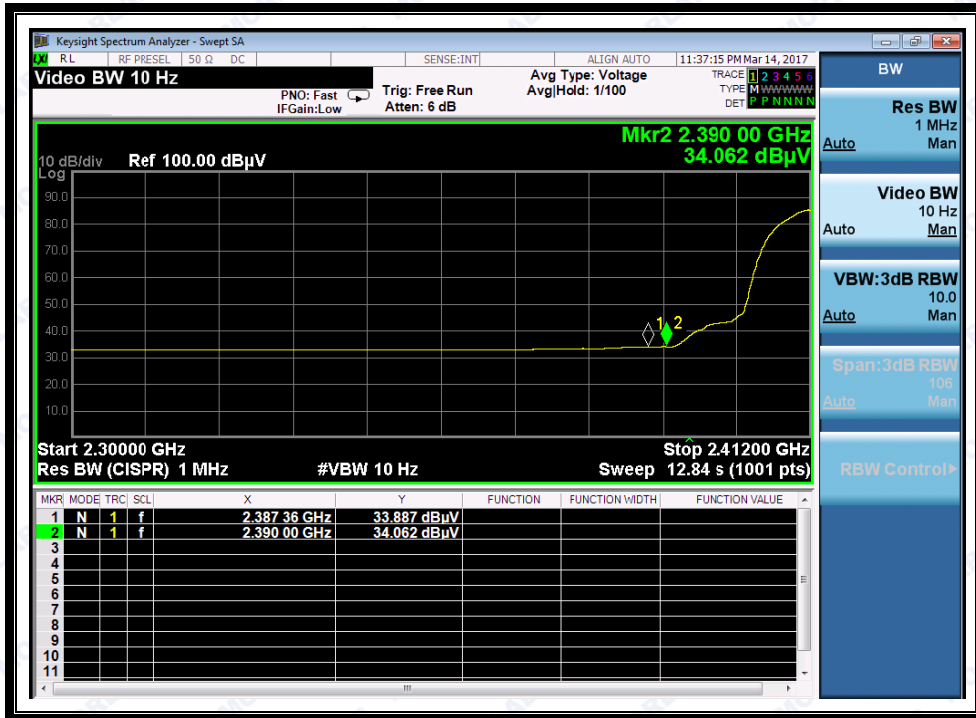 Keysight Spectrum Analyzer - Swept SA
LXI RL RF PRESEL 50 Ω DC SENSE:INT ALIGN AUTO 11:37:15 PM Mar 14, 2017
Video BW 10 Hz
PNO: Fast
IFGain:Low
Trig: Free Run
Atten: 6 dB
Avg Type: Voltage
Avg|Hold: 1/100
TRACE 1 2 3 4 5 6
TYPE M W W W W W
DET P P N N N N
Mkr2 2.390 00 GHz
34.062 dBµV
10 dB/div Ref 100.00 dBµV
Log
90.0
80.0
70.0
60.0
50.0
40.0
30.0
20.0
10.0
1 2
Start 2.30000 GHz Stop 2.41200 GHz
Res BW (CISPR) 1 MHz #VBW 10 Hz Sweep 12.84 s (1001 pts)
MKR MODE TRC SCL X Y FUNCTION FUNCTION WIDTH FUNCTION VALUE
1 N 1 f 2.387 36 GHz 33.887 dBµV
2 N 1 f 2.390 00 GHz 34.062 dBµV
3
4
5
6
7
8
9
10
11
BW
Res BW
1 MHz
Auto Man
Video BW
10 Hz
Auto Man
VBW:3dB RBW
10.0
Auto Man
Span:3dB RBW
106
Auto Man
RBW Control